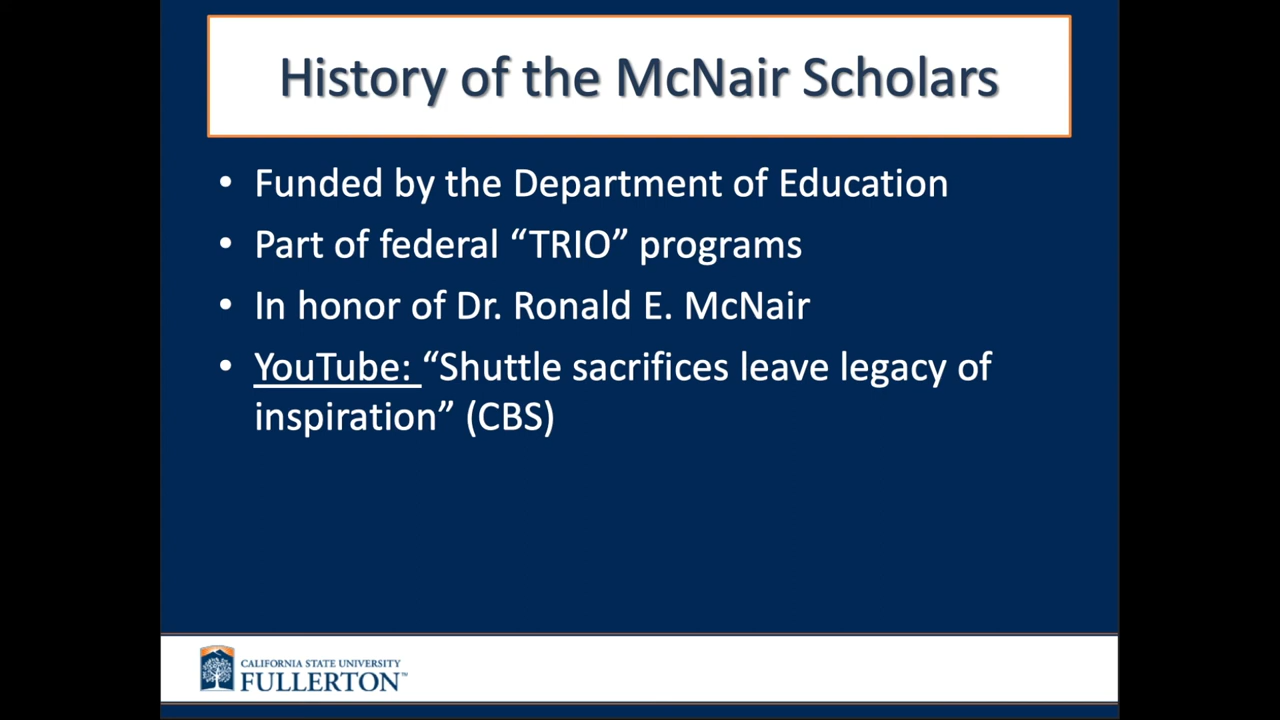 History of the McNair Scholars
• Funded by the Department of Education
• Part of federal “TRIO” programs
• In honor of Dr. Ronald E. McNair
• YouTube: “Shuttle sacrifices leave legacy of
inspiration” (CBS)
CALIFORNIA STATE UNIVERSITY
FULLERTON™